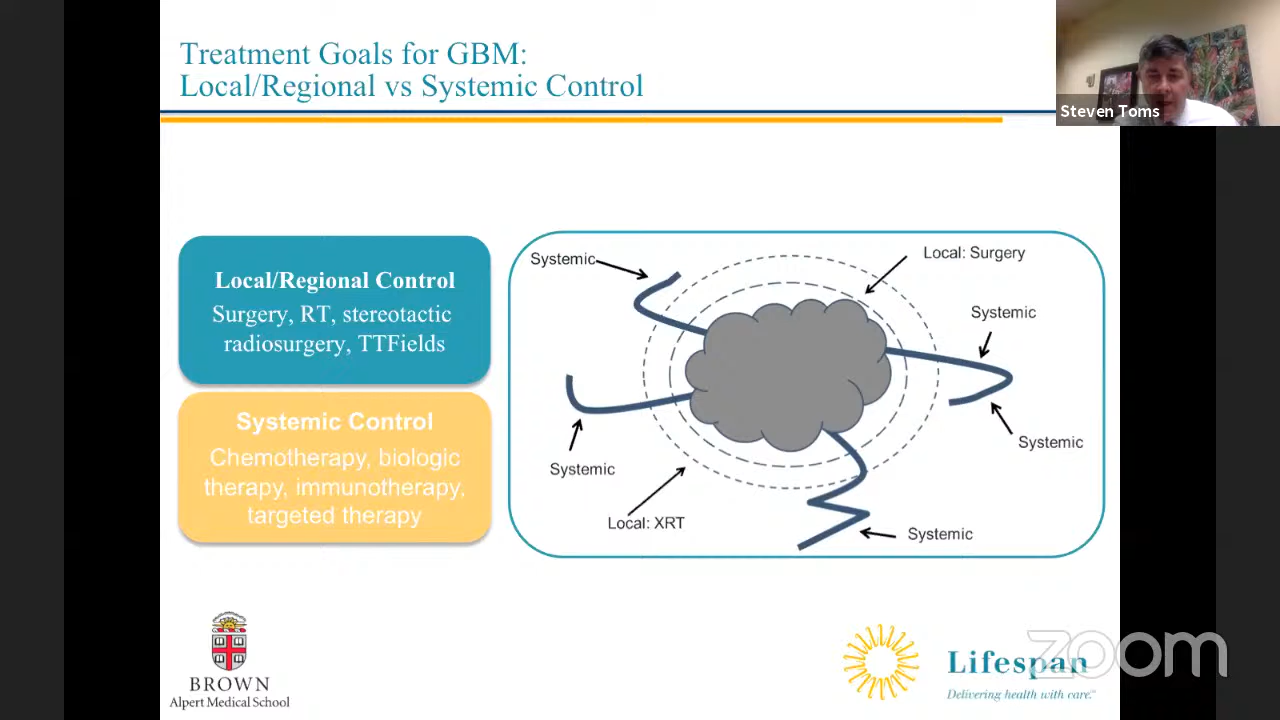 Treatment Goals for GBM:
Local/Regional vs Systemic Control
Steven Toms
Local/Regional Control
Surgery, RT, stereotactic
radiosurgery, TTFields
Systemic Control
Chemotherapy, biologic
therapy, immunotherapy,
targeted therapy
Systemic
Local: Surgery
Systemic
Systemic
Systemic
Local: XRT
Systemic
BROWN
Alpert Medical School
Lifespan
Delivering health with care.™
zoom